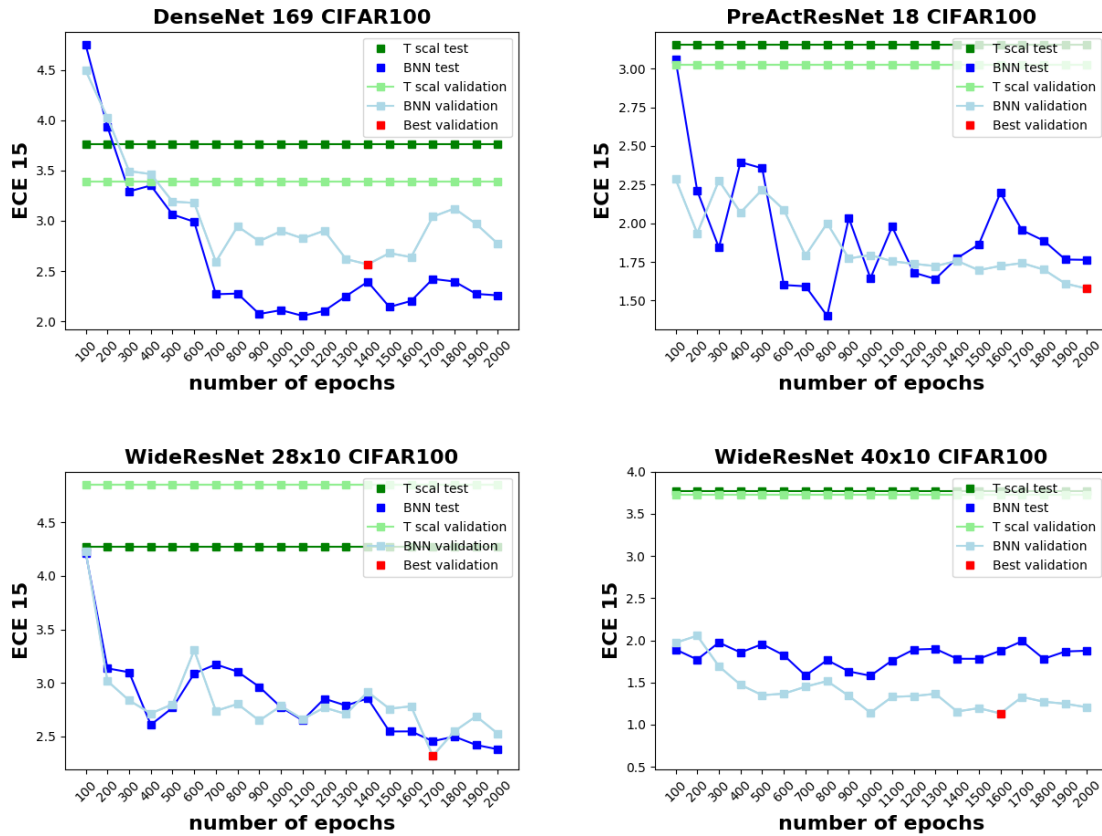 DenseNet 169 CIFAR100
T scal test
BNN test
T scal validation
BNN validation
Best validation
4.5
4.0
3.5
3.0
2.5
2.0
ECE 15
100 200 300 400 500 600 700 800 900 1000 1100 1200 1300 1400 1500 1600 1700 1800 1900 2000
number of epochs
PreActResNet 18 CIFAR100
T scal test
BNN test
T scal validation
BNN validation
Best validation
3.00
2.75
2.50
2.25
2.00
1.75
1.50
ECE 15
100 200 300 400 500 600 700 800 900 1000 1100 1200 1300 1400 1500 1600 1700 1800 1900 2000
number of epochs
WideResNet 28x10 CIFAR100
T scal test
BNN test
T scal validation
BNN validation
Best validation
4.5
4.0
3.5
3.0
2.5
ECE 15
100 200 300 400 500 600 700 800 900 1000 1100 1200 1300 1400 1500 1600 1700 1800 1900 2000
number of epochs
WideResNet 40x10 CIFAR100
T scal test
BNN test
T scal validation
BNN validation
Best validation
4.0
3.5
3.0
2.5
2.0
1.5
1.0
0.5
ECE 15
100 200 300 400 500 600 700 800 900 1000 1100 1200 1300 1400 1500 1600 1700 1800 1900 2000
number of epochs